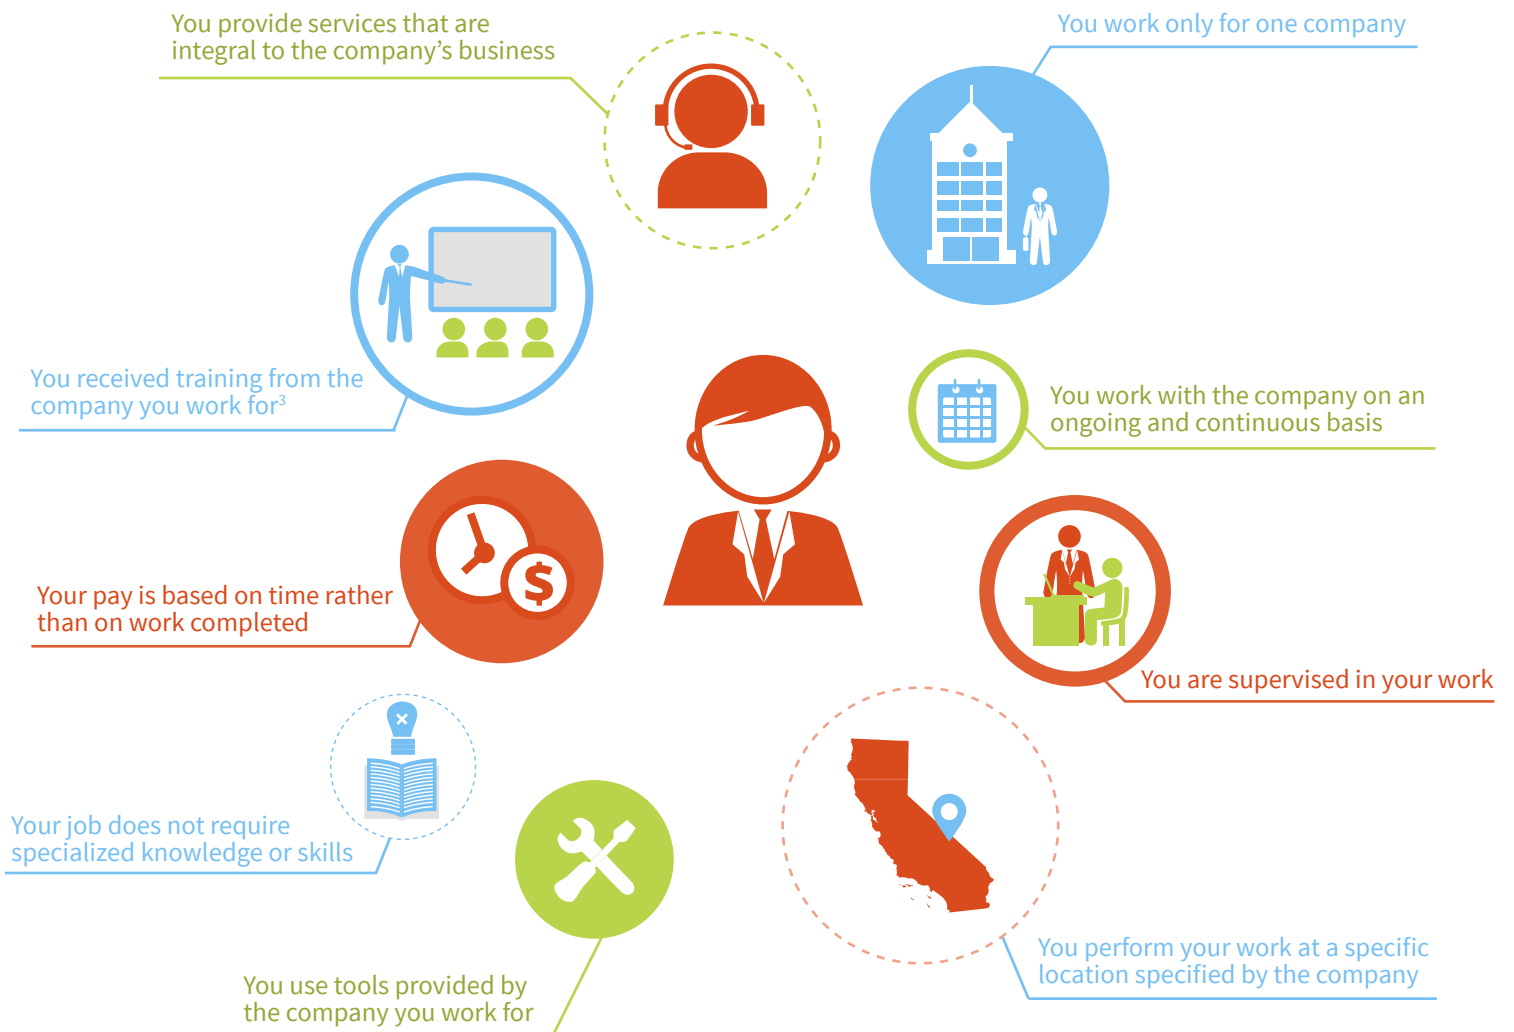 You provide services that are
integral to the company’s business
You work only for one company
You received training from the
company you work for³
You work with the company on an
ongoing and continuous basis
Your pay is based on time rather
than on work completed
$
You are supervised in your work
Your job does not require
specialized knowledge or skills
You perform your work at a specific
location specified by the company
You use tools provided by
the company you work for